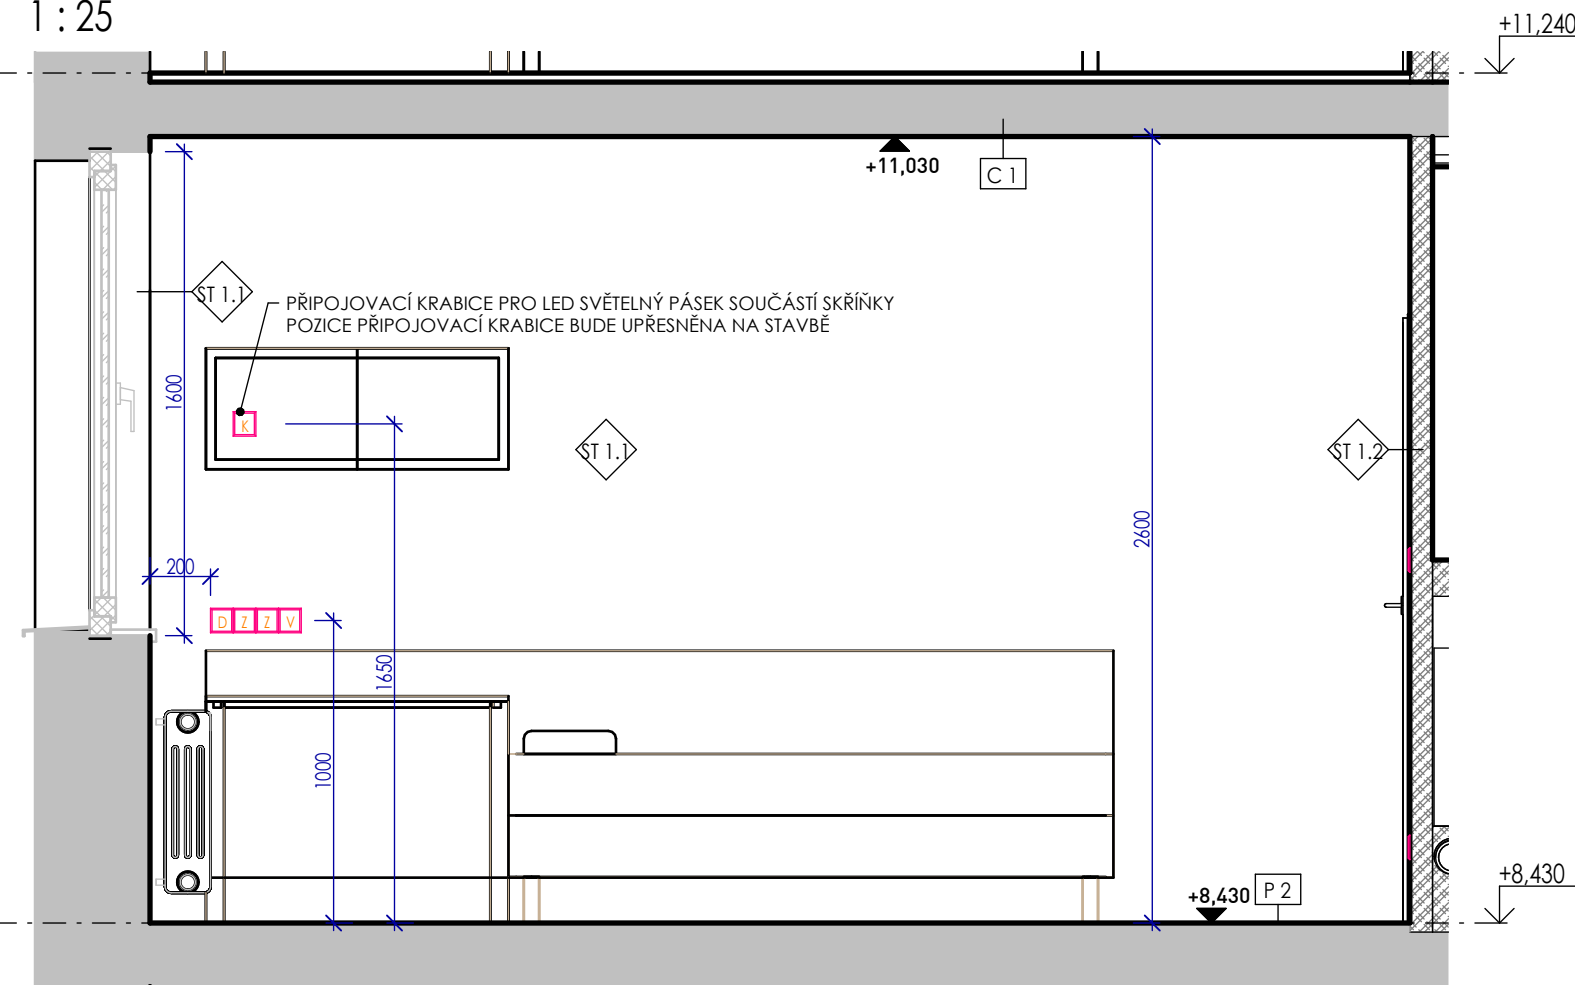 1 : 25
+11,240
+11,030
C 1
ST 1.1
PŘIPOJOVACÍ KRABICE PRO LED SVĚTELNÝ PÁSEK SOUČÁSTÍ SKŘÍŇKY
POZICE PŘIPOJOVACÍ KRABICE BUDE UPŘESNĚNA NA STAVBĚ
1600
K
ST 1.1
ST 1.2
2600
200
D Z Z V
1650
1000
+8,430
P 2
+8,430